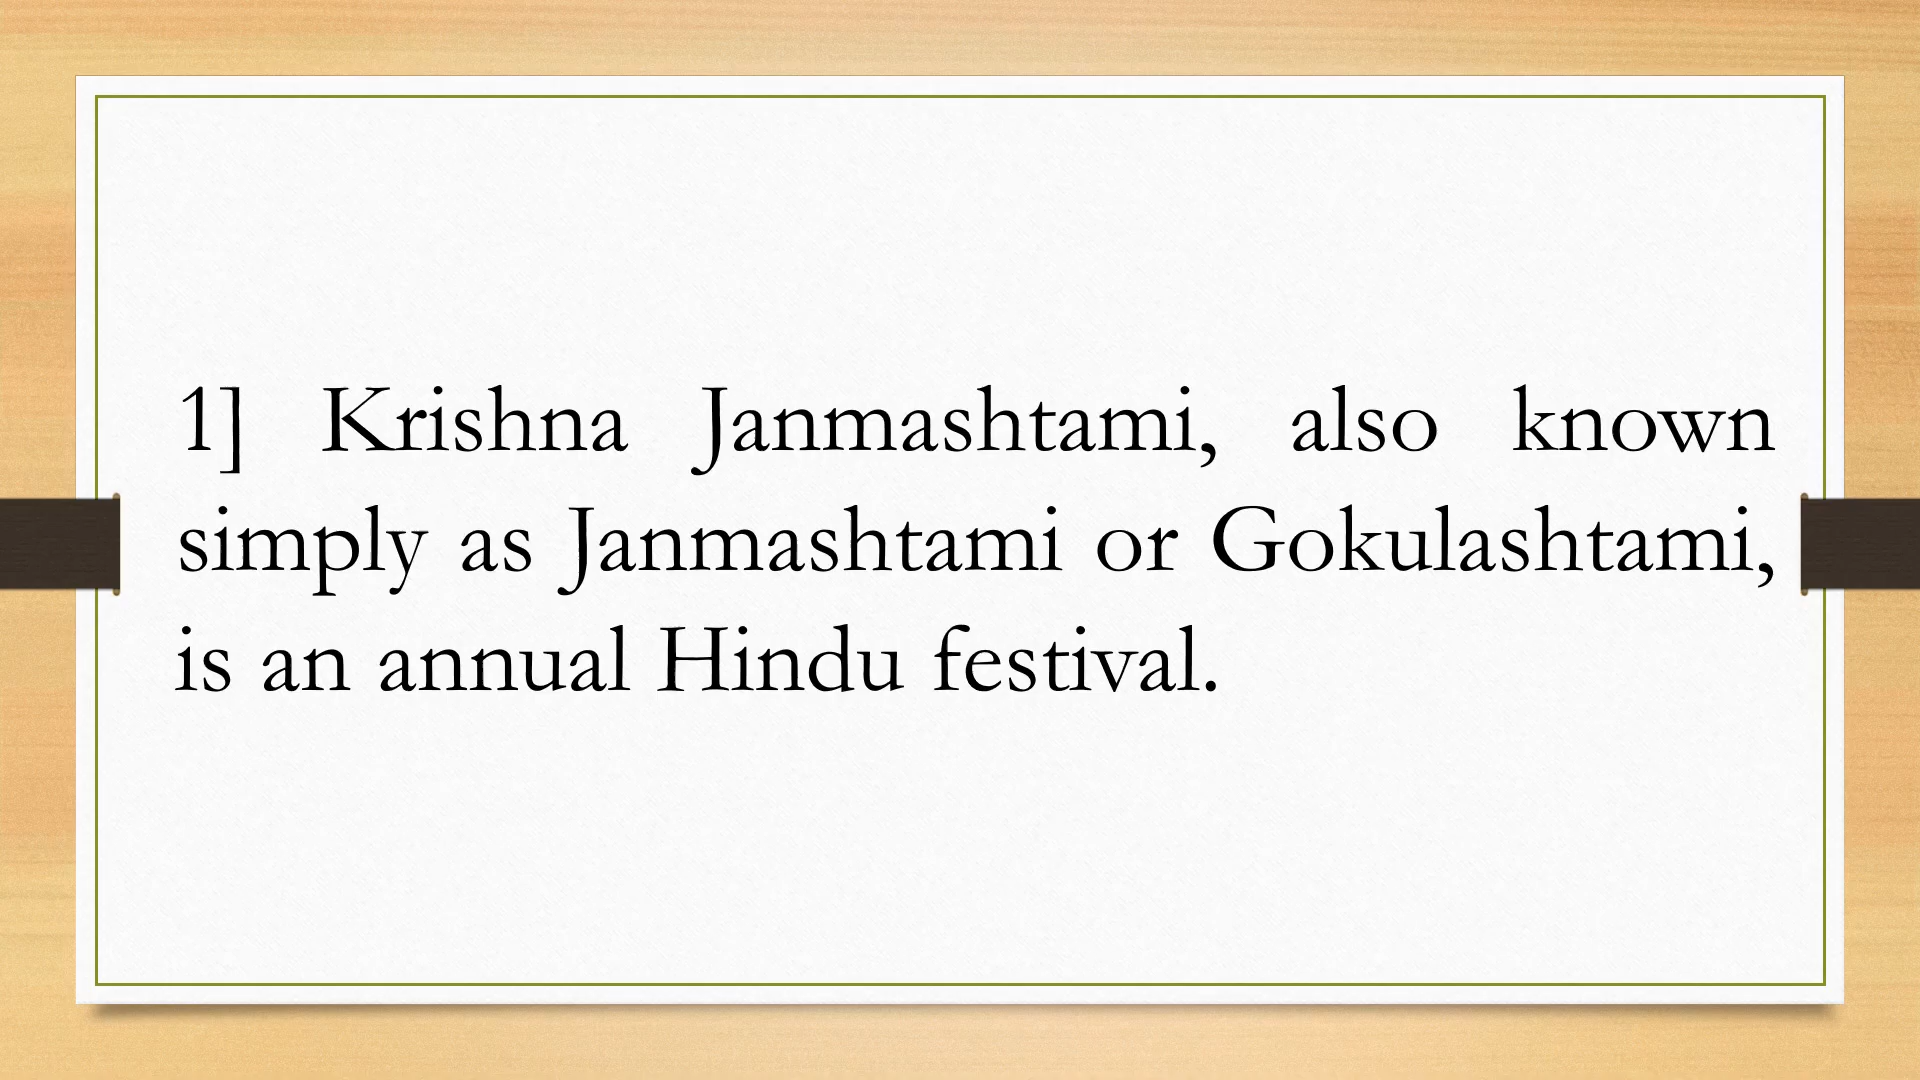 1] Krishna Janmashtami, also known
simply as Janmashtami or Gokulashtami,
is an annual Hindu festival.